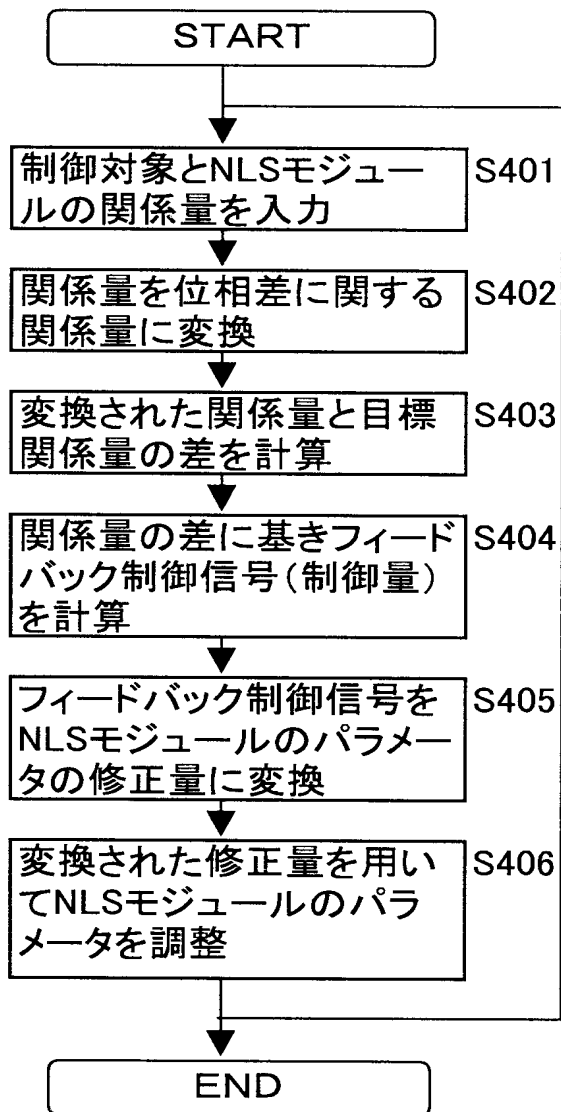 START
制御対象とNLSモジュー
ルの関係量を入力
S401
関係量を位相差に関する
関係量に変換
S402
変換された関係量と目標
関係量の差を計算
S403
関係量の差に基きフィード
バック制御信号(制御量)
を計算
S404
フィードバック制御信号を
NLSモジュールのパラメー
タの修正量に変換
S405
変換された修正量を用い
てNLSモジュールのパラ
メータを調整
S406
END